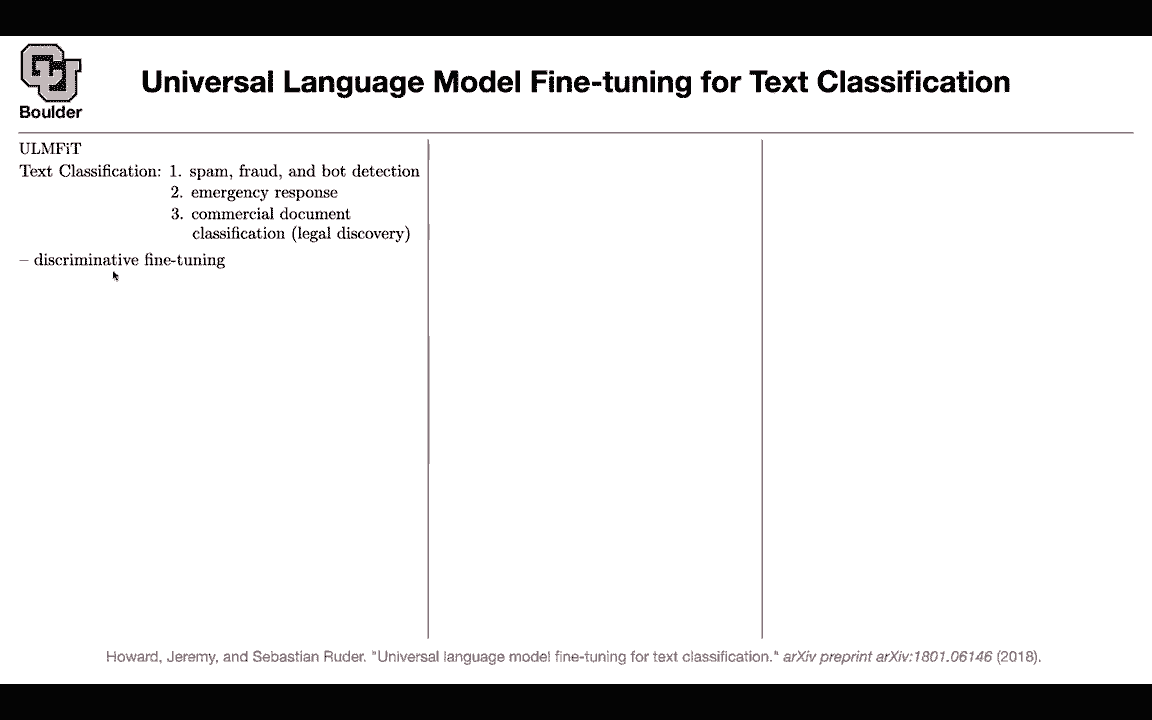 CU
Boulder
Universal Language Model Fine-tuning for Text Classification
ULMFiT
Text Classification: 1. spam, fraud, and bot detection
2. emergency response
3. commercial document
classification (legal discovery)
– discriminative fine-tuning
Howard, Jeremy, and Sebastian Ruder. "Universal language model fine-tuning for text classification." arXiv preprint arXiv:1801.06146 (2018).